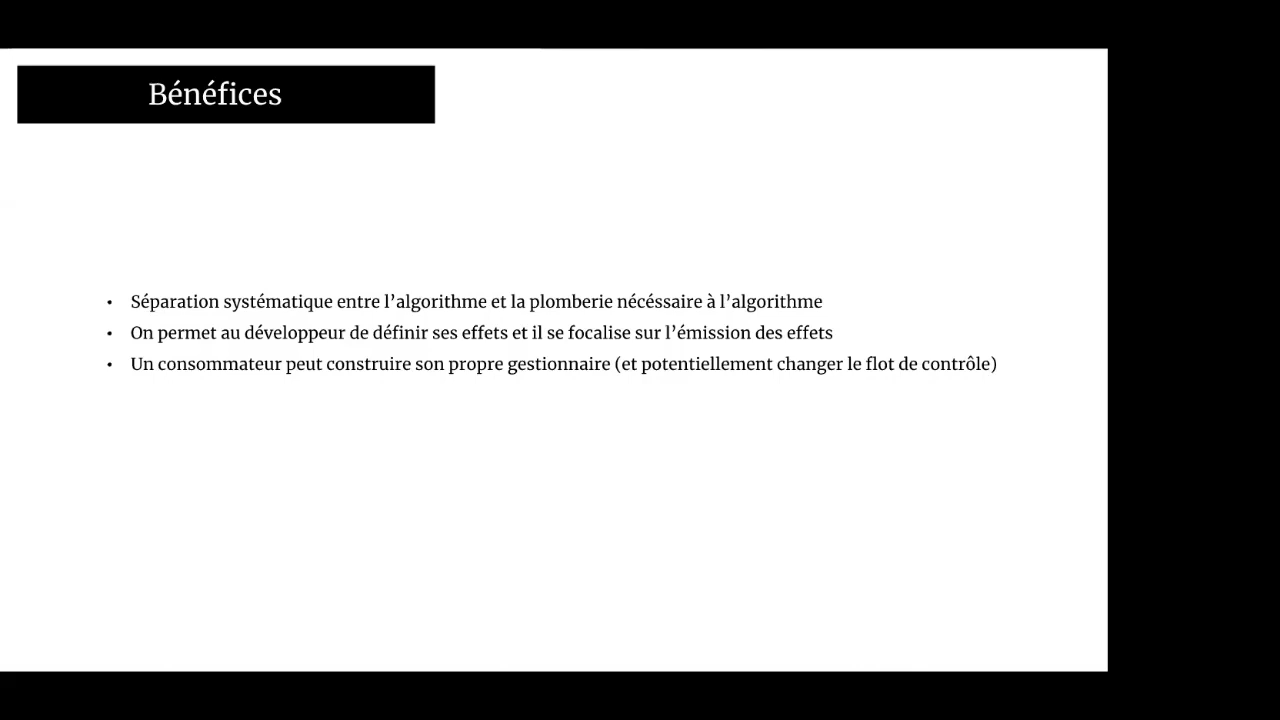 Bénéfices
• Séparation systématique entre l’algorithme et la plomberie nécéssaire à l’algorithme
• On permet au développeur de définir ses effets et il se focalise sur l’émission des effets
• Un consommateur peut construire son propre gestionnaire (et potentiellement changer le flot de contrôle)